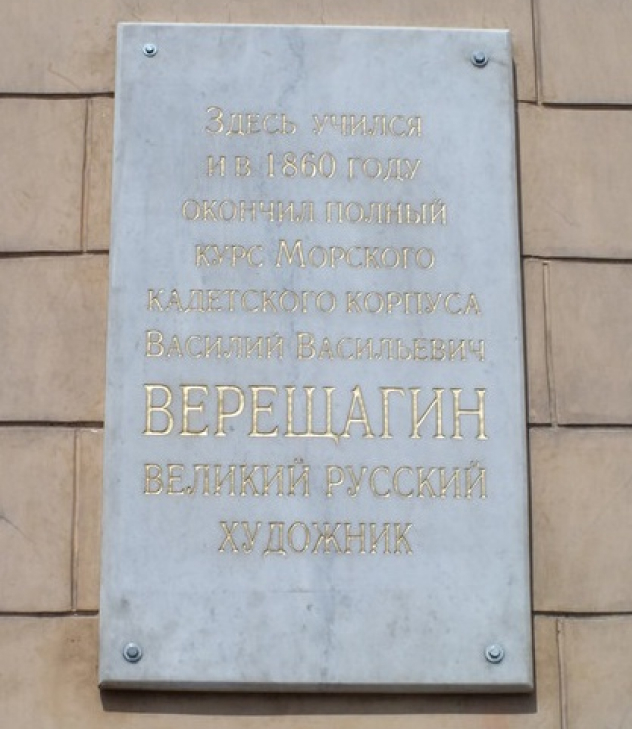 Здесь учился
и в 1860 году
окончил полный
курс Морского
кадетского корпуса
Василий Васильевич
ВЕРЕЩАГИН
великий русский
художник